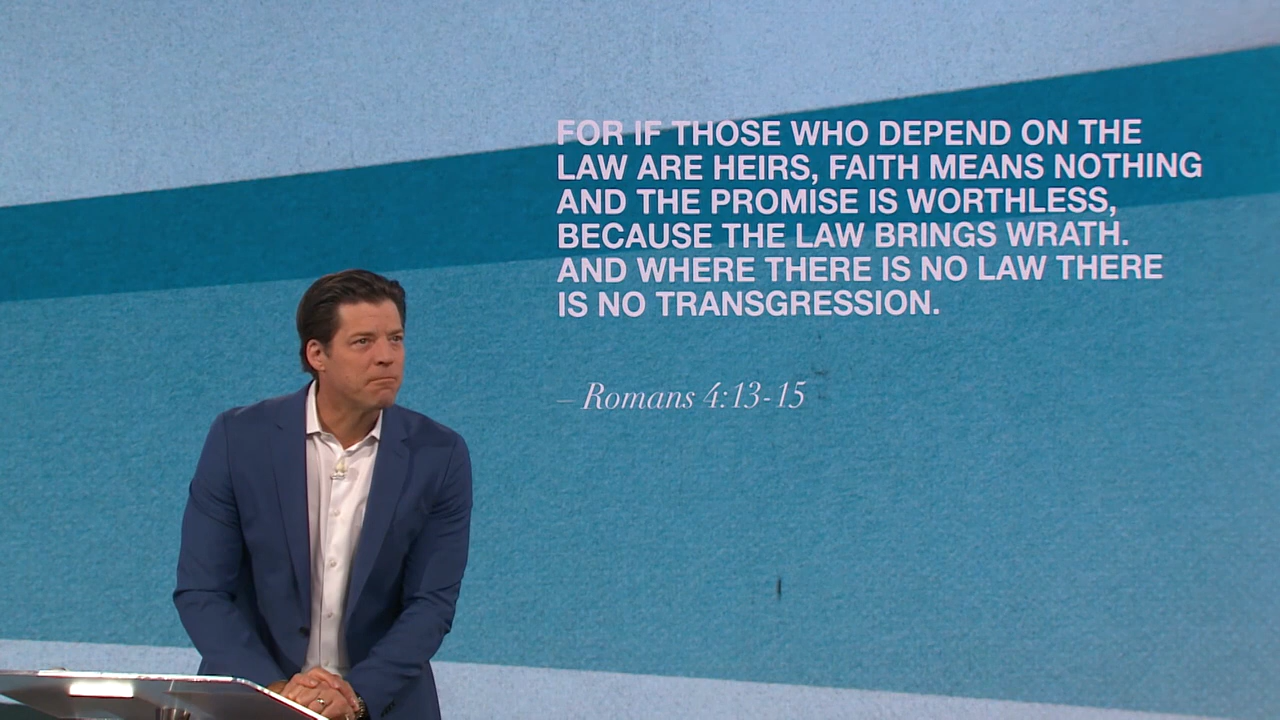 FOR IF THOSE WHO DEPEND ON THE
LAW ARE HEIRS, FAITH MEANS NOTHING
AND THE PROMISE IS WORTHLESS,
BECAUSE THE LAW BRINGS WRATH.
AND WHERE THERE IS NO LAW THERE
IS NO TRANSGRESSION.
– Romans 4:13-15